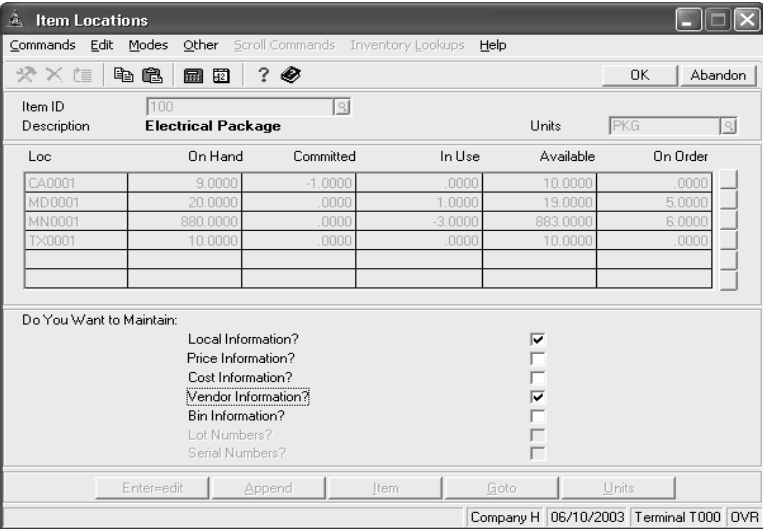 Item Locations
Commands Edit Modes Other Scroll Commands Inventory Lookups Help
OK Abandon
Item ID 100
Description Electrical Package Units PKG
Loc On Hand Committed In Use Available On Order
CA0001 9.0000 -1.0000 .0000 10.0000 .0000
MD0001 20.0000 .0000 1.0000 19.0000 5.0000
MN0001 880.0000 .0000 -3.0000 883.0000 6.0000
TX0001 10.0000 .0000 .0000 10.0000 .0000
Do You Want to Maintain:
Local Information?
Price Information?
Cost Information?
Vendor Information?
Bin Information?
Lot Numbers?
Serial Numbers?
Enter=edit Append Item Goto Units
Company H 06/10/2003 Terminal T000 OVR